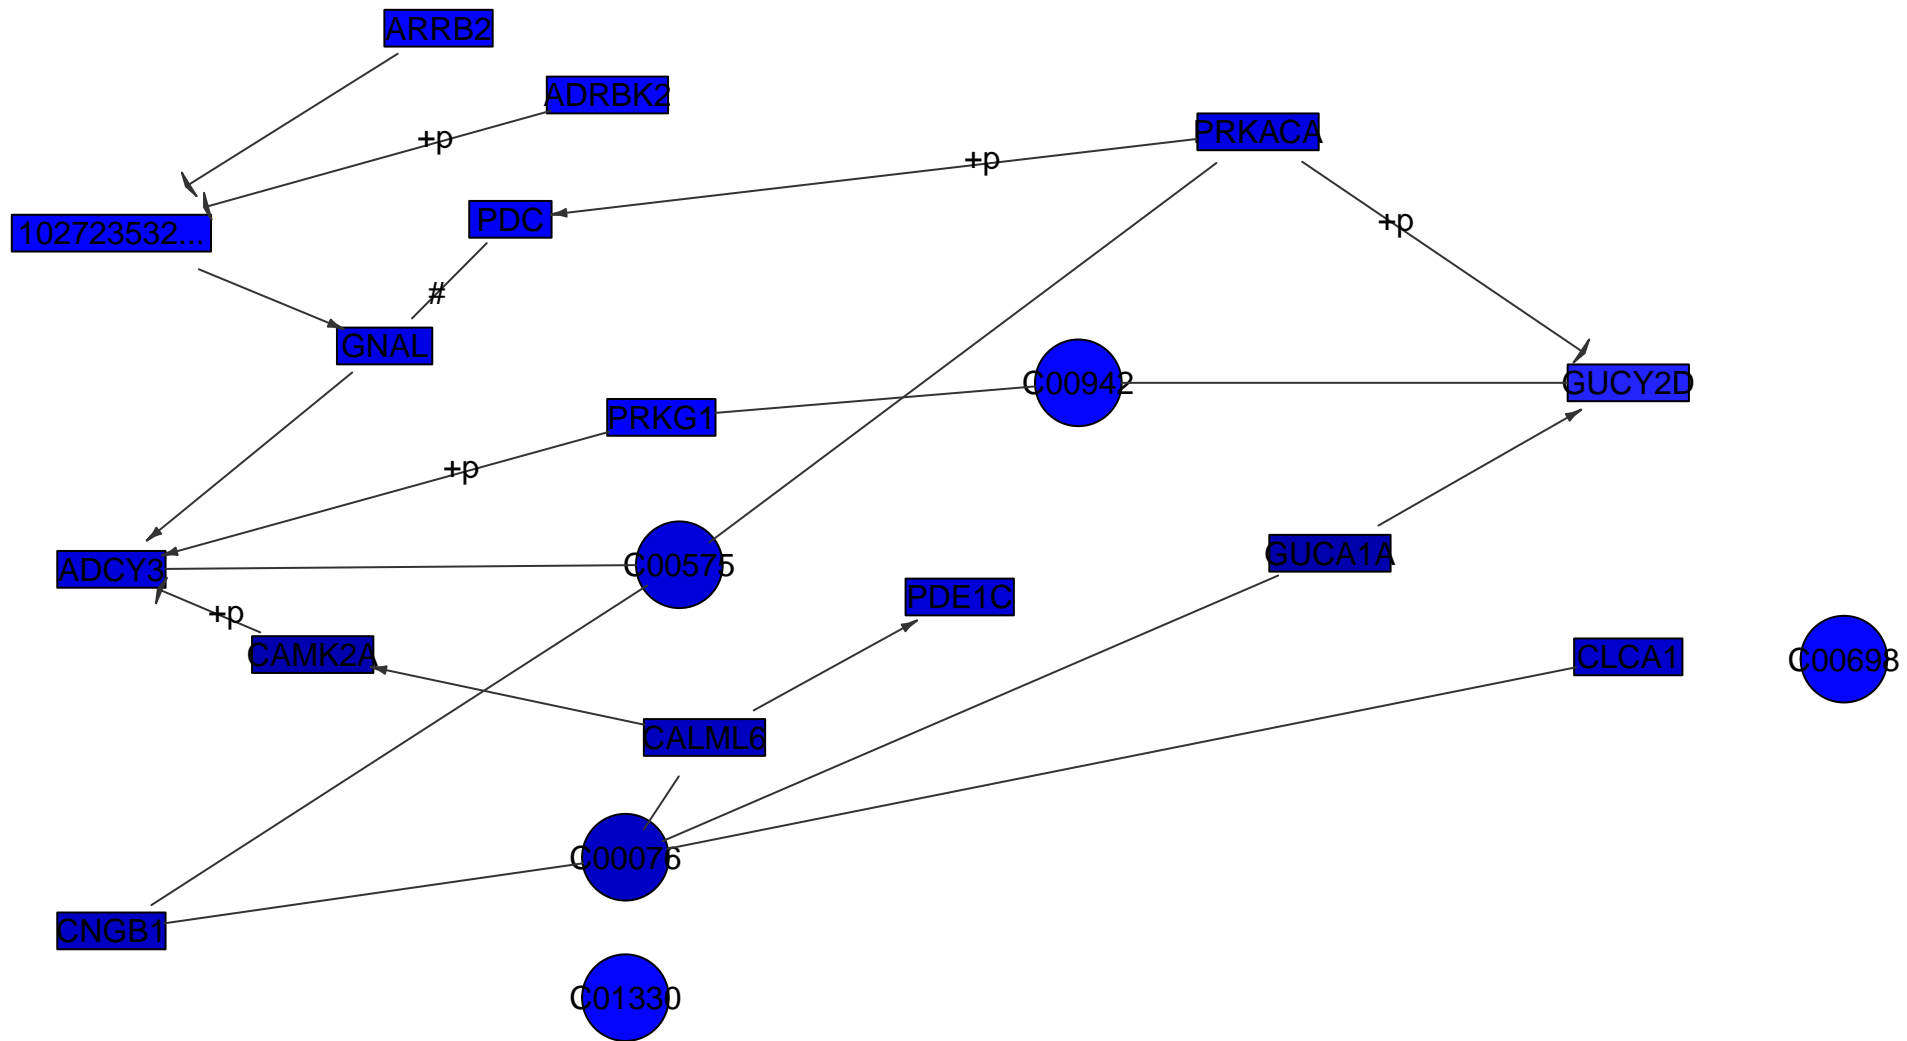 ARRB2
ADRBK2
PRKACA
+p
+p
102723532...
PDC
+p
#
GNAL
C00942
GUCY2D
PRKG1
+p
ADCY3
C00575
GUCA1A
PDE1C
+p
CAMK2A
CLCA1
C00698
CALML6
C00076
CNGB1
C01330